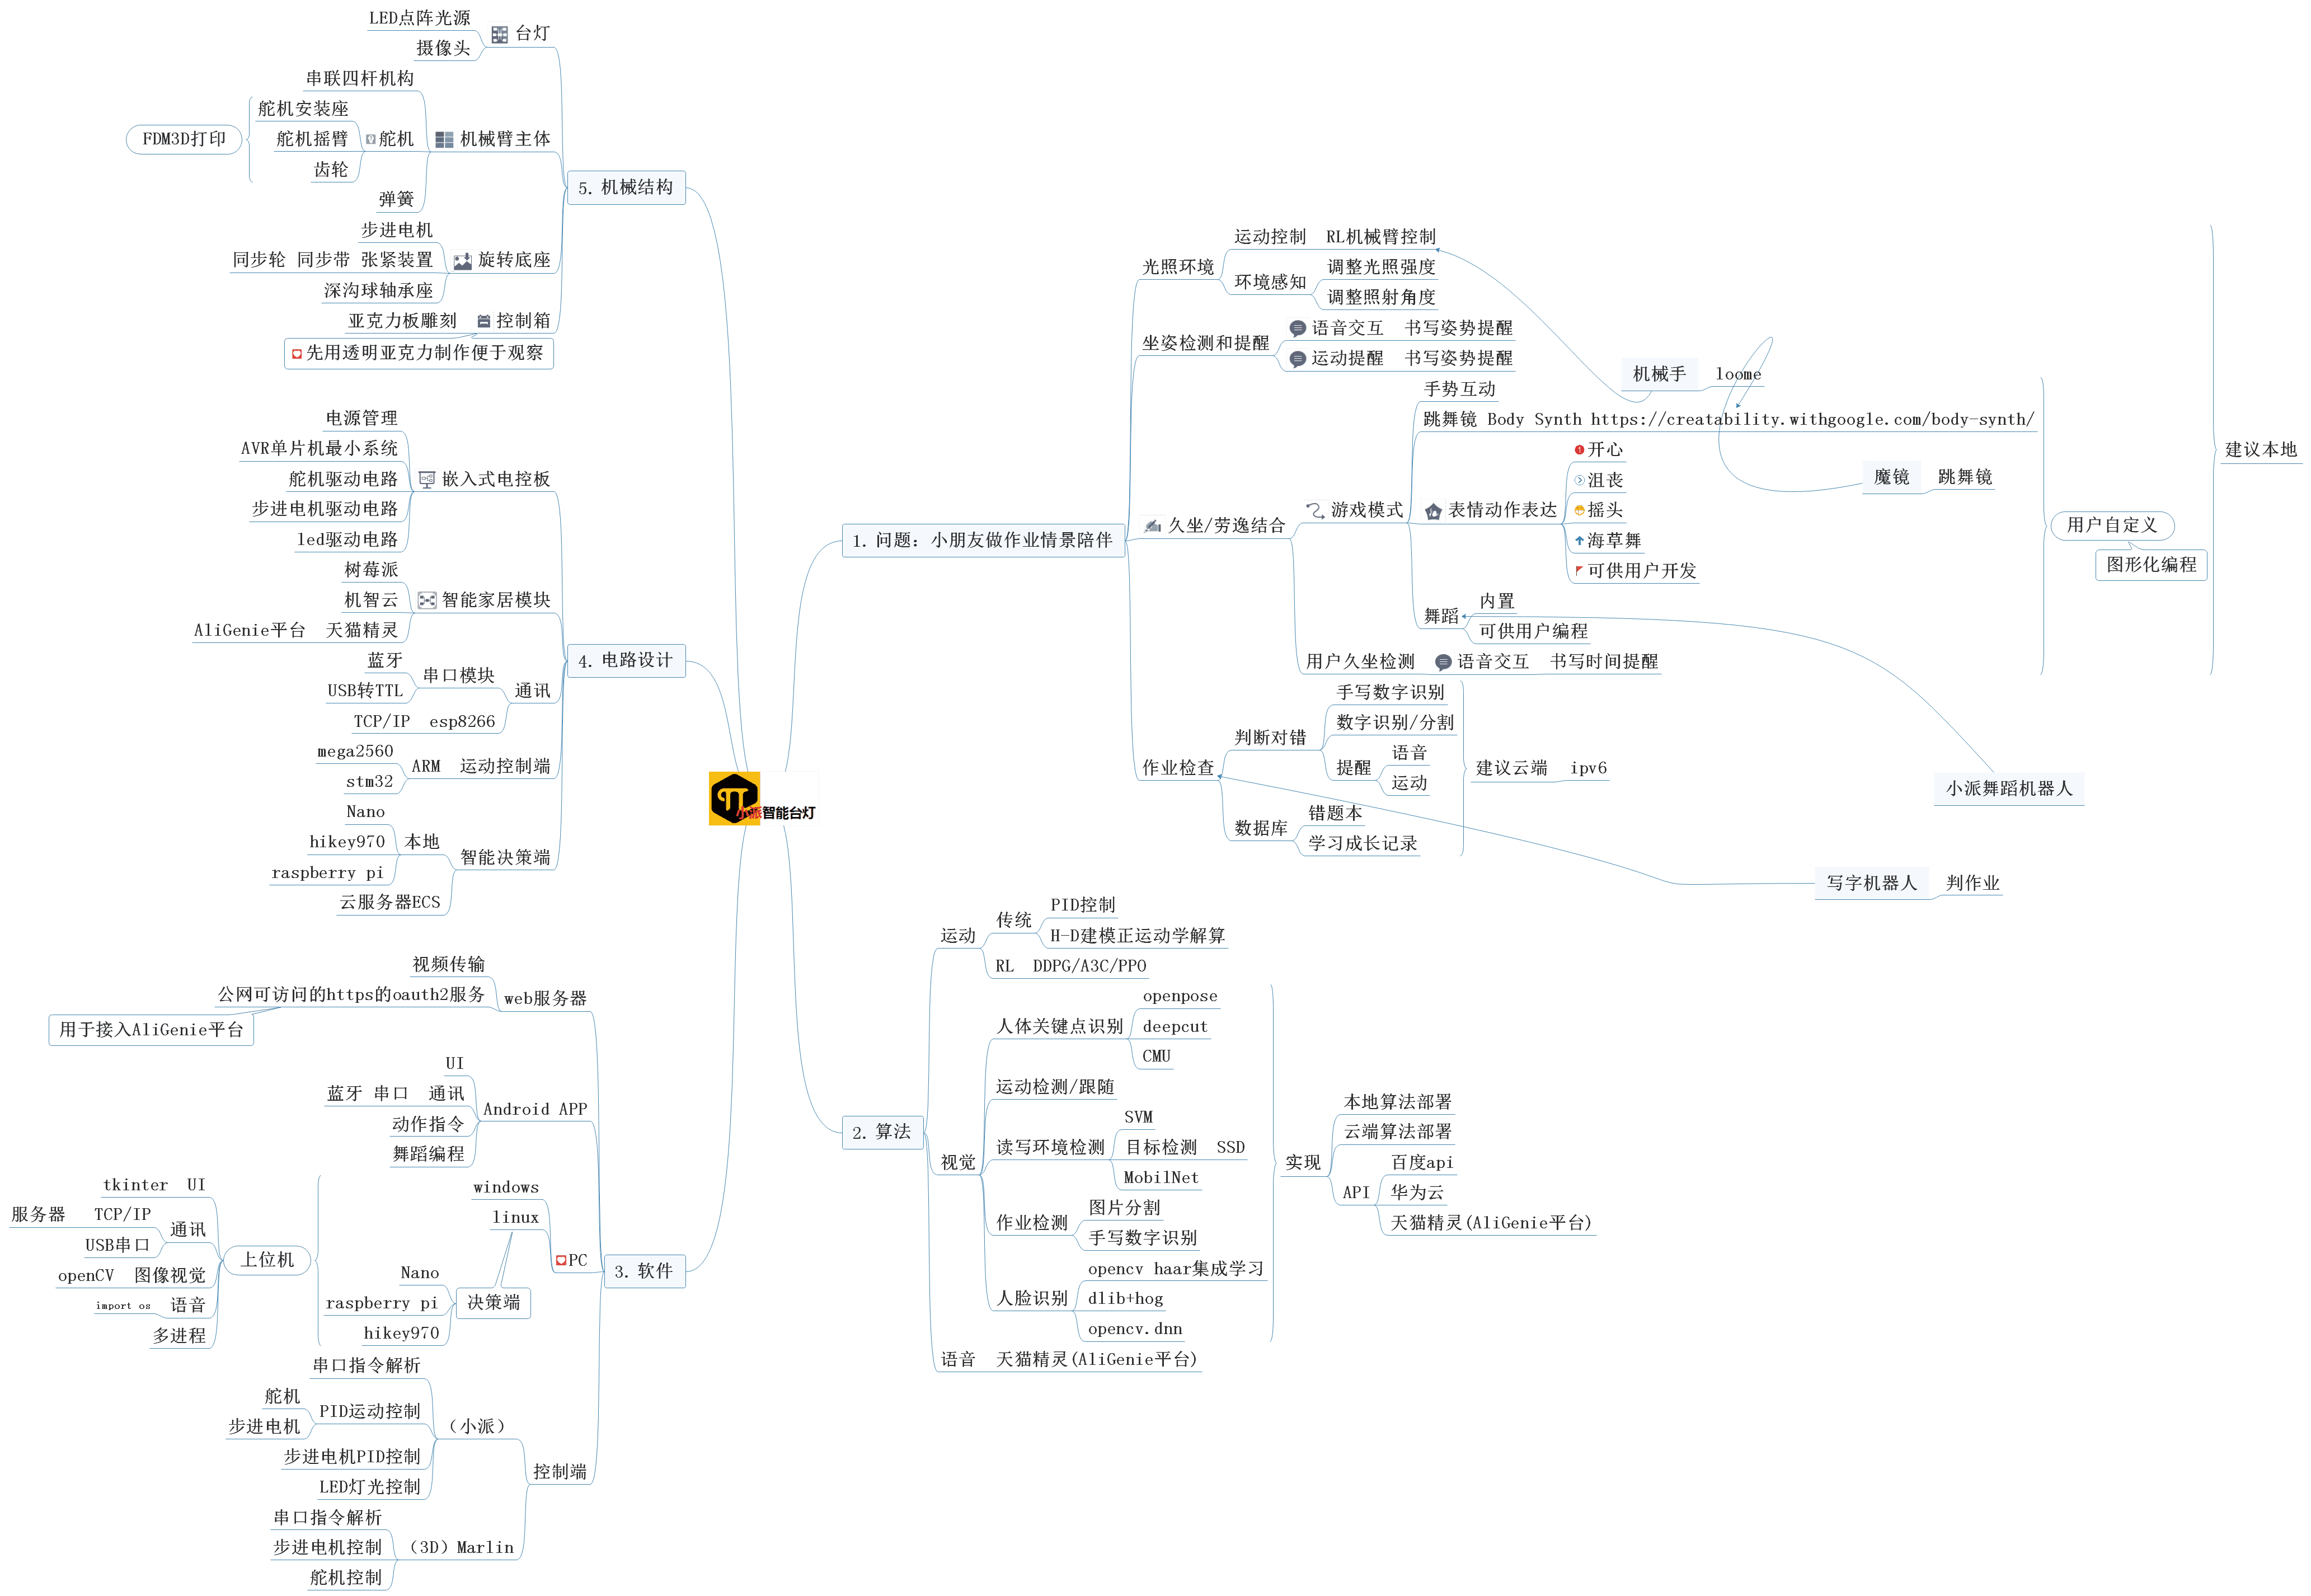 小派智能台灯
1. 问题：小朋友做作业情景陪伴
光照环境
运动控制
RL机械臂控制
环境感知
调整光照强度
调整照射角度
坐姿检测和提醒
语音交互
书写姿势提醒
运动提醒
书写姿势提醒
久坐/劳逸结合
游戏模式
手势互动
跳舞镜 Body Synth https://creatability.withgoogle.com/body-synth/
表情动作表达
开心
沮丧
摇头
海草舞
可供用户开发
舞蹈
内置
可供用户编程
用户久坐检测
语音交互
书写时间提醒
用户自定义
图形化编程
建议本地
作业检查
判断对错
手写数字识别
数字识别/分割
提醒
语音
运动
数据库
错题本
学习成长记录
建议云端
ipv6
机械手
loome
魔镜
跳舞镜
小派舞蹈机器人
写字机器人
判作业
2. 算法
运动
传统
PID控制
H-D建模正运动学解算
RL
DDPG/A3C/PPO
视觉
人体关键点识别
openpose
deepcut
CMU
运动检测/跟随
读写环境检测
SVM
目标检测
SSD
MobilNet
作业检测
图片分割
手写数字识别
人脸识别
opencv haar集成学习
dlib+hog
opencv.dnn
实现
本地算法部署
云端算法部署
API
百度api
华为云
天猫精灵(AliGenie平台)
语音
天猫精灵(AliGenie平台)
3. 软件
web服务器
视频传输
公网可访问的https的oauth2服务
用于接入AliGenie平台
Android APP
UI
通讯
蓝牙 串口
动作指令
舞蹈编程
PC
windows
linux
决策端
Nano
raspberry pi
hikey970
上位机
UI
tkinter
通讯
TCP/IP
服务器
USB串口
图像视觉
openCV
语音
import os
多进程
控制端
（小派）
串口指令解析
PID运动控制
舵机
步进电机
步进电机PID控制
LED灯光控制
（3D）Marlin
串口指令解析
步进电机控制
舵机控制
4. 电路设计
嵌入式电控板
电源管理
AVR单片机最小系统
舵机驱动电路
步进电机驱动电路
led驱动电路
智能家居模块
树莓派
机智云
天猫精灵
AliGenie平台
通讯
串口模块
蓝牙
USB转TTL
esp8266
TCP/IP
运动控制端
ARM
mega2560
stm32
智能决策端
本地
Nano
hikey970
raspberry pi
云服务器ECS
5. 机械结构
台灯
LED点阵光源
摄像头
机械臂主体
串联四杆机构
舵机
舵机安装座
舵机摇臂
齿轮
FDM3D打印
弹簧
旋转底座
步进电机
同步轮 同步带 张紧装置
深沟球轴承座
控制箱
亚克力板雕刻
先用透明亚克力制作便于观察